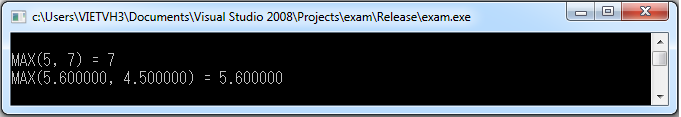 c:\Users\VIETVH3\Documents\Visual Studio 2008\Projects\exam\Release\exam.exe
MAX(5, 7) = 7
MAX(5.600000, 4.500000) = 5.600000